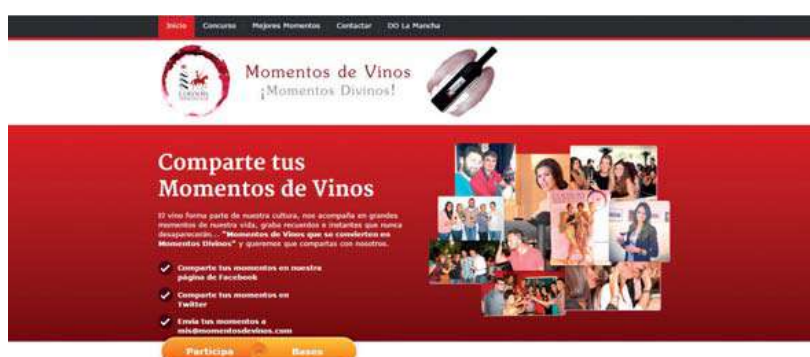 Inicio Concurso Mejores Momentos Contactar DO La Mancha
Momentos de Vinos
¡Momentos Divinos!
Comparte tus
Momentos de Vinos
El vino forma parte de nuestra cultura, nos acompaña en grandes
momentos de nuestra vida, graba recuerdos e instantes que nunca
desaparecerán... "Momentos de Vinos que se convierten en
Momentos Divinos" y queremos que compartas con nosotros.
Comparte tus momentos en nuestra
página de Facebook
Comparte tus momentos en
Twitter
Envia tus momentos a
mis@momentosdevinos.com
Participa Bases